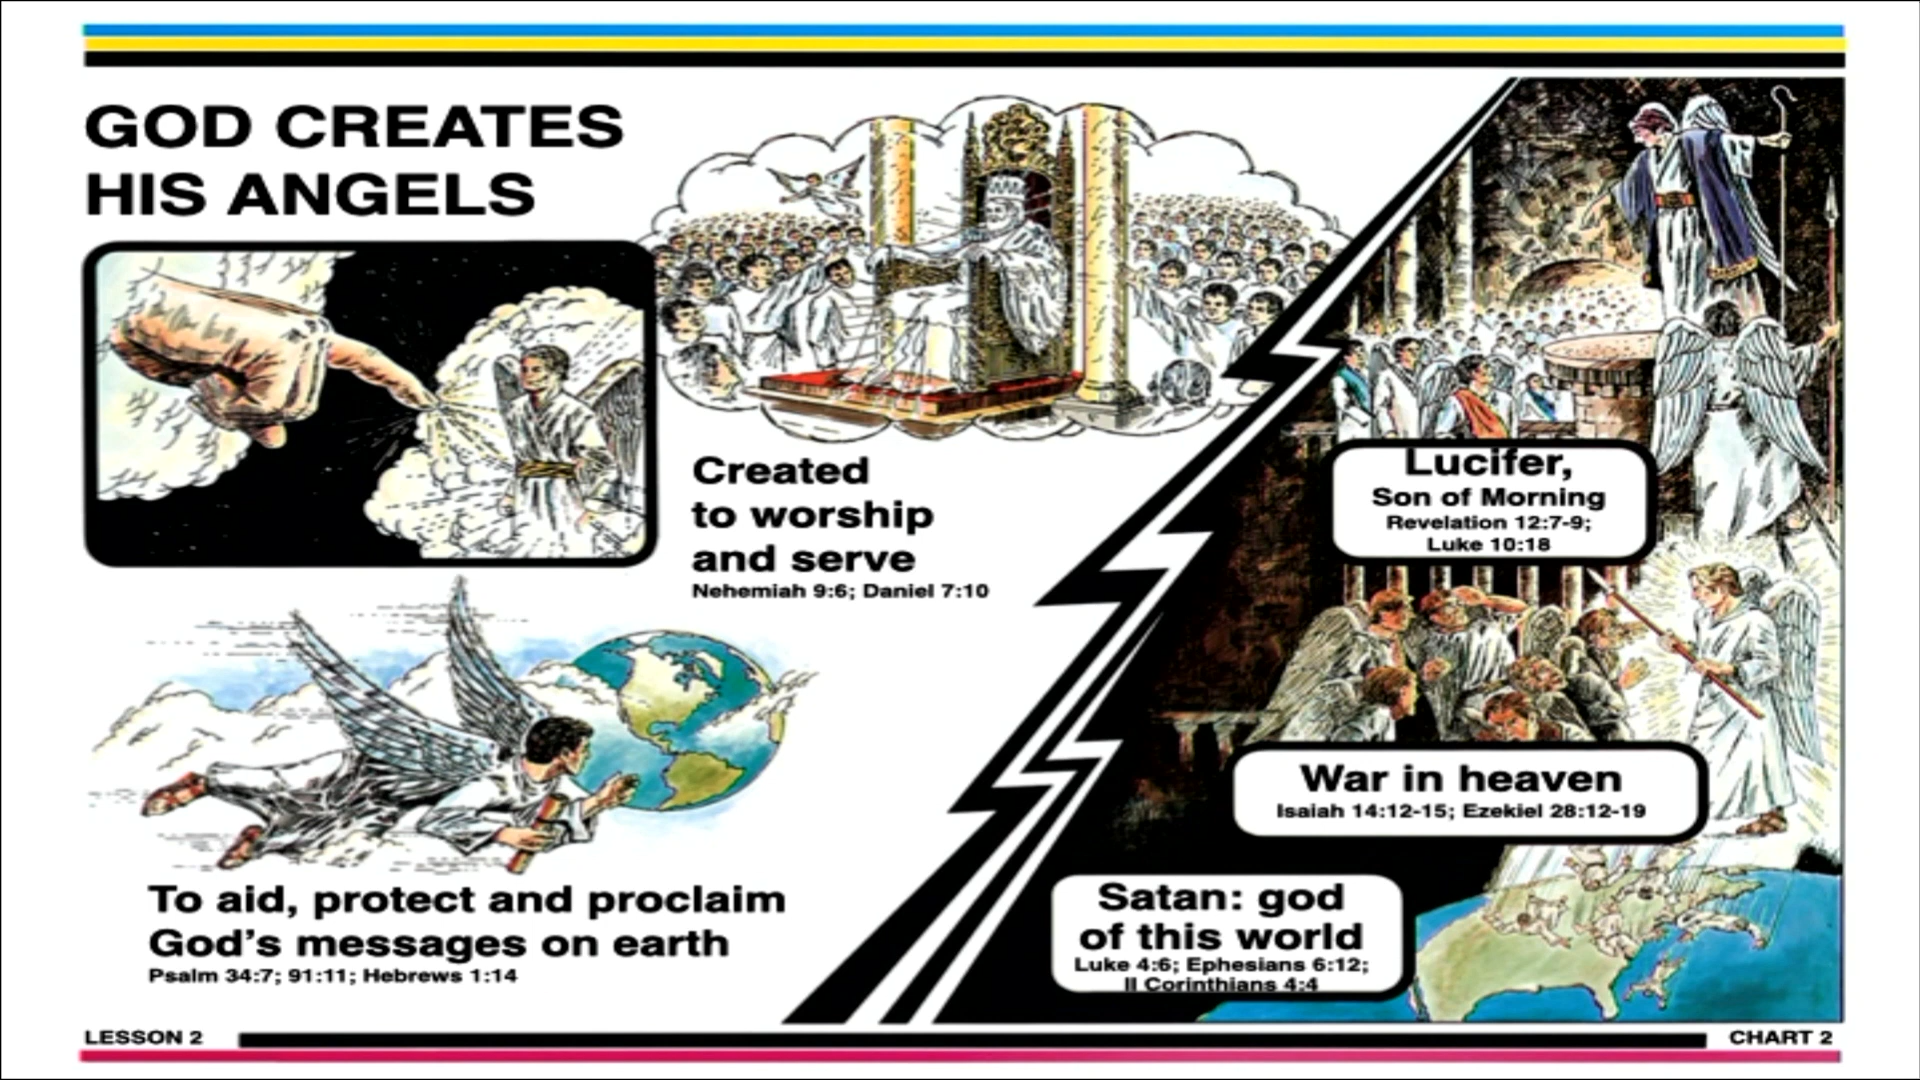 GOD CREATES
HIS ANGELS
Created
to worship
and serve
Nehemiah 9:6; Daniel 7:10
To aid, protect and proclaim
God's messages on earth
Psalm 34:7; 91:11; Hebrews 1:14
Lucifer,
Son of Morning
Revelation 12:7-9;
Luke 10:18
War in heaven
Isaiah 14:12-15; Ezekiel 28:12-19
Satan: god
of this world
Luke 4:6; Ephesians 6:12;
II Corinthians 4:4
LESSON 2
CHART 2